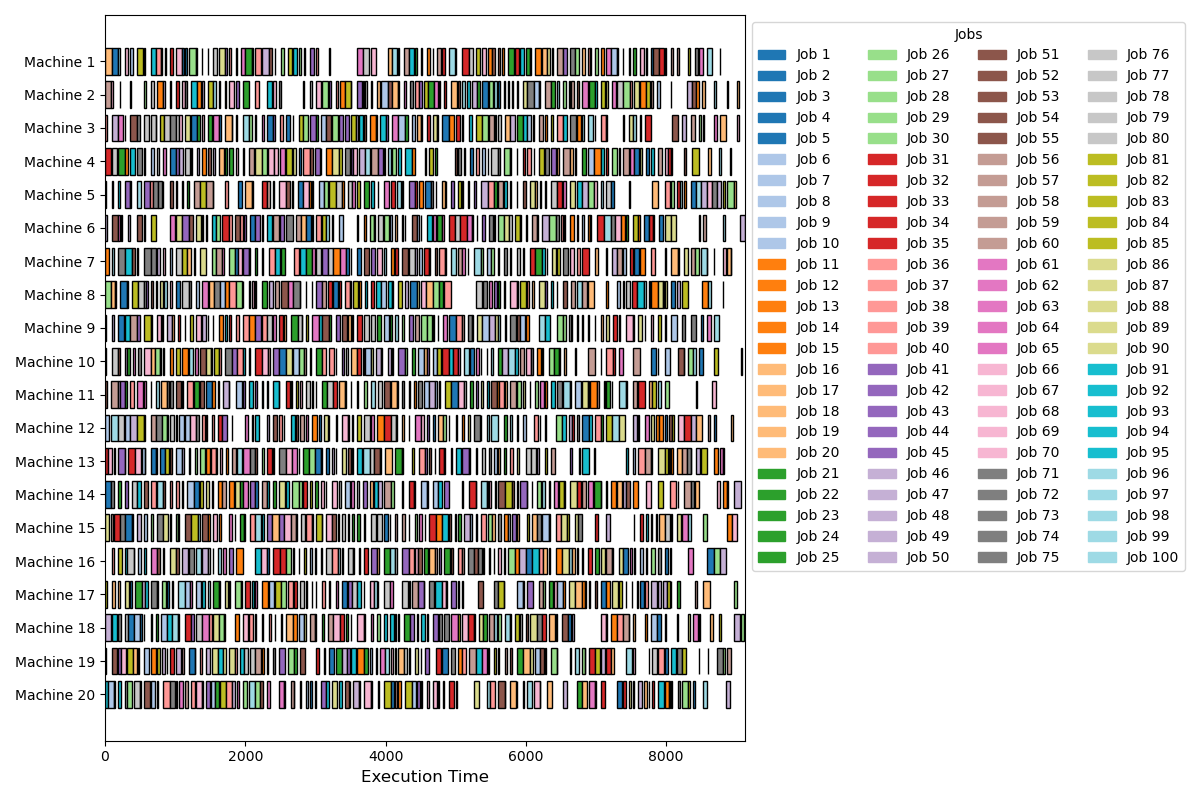 Machine 1
Machine 2
Machine 3
Machine 4
Machine 5
Machine 6
Machine 7
Machine 8
Machine 9
Machine 10
Machine 11
Machine 12
Machine 13
Machine 14
Machine 15
Machine 16
Machine 17
Machine 18
Machine 19
Machine 20
0 2000 4000 6000 8000
Execution Time
Jobs
Job 1 Job 26 Job 51 Job 76
Job 2 Job 27 Job 52 Job 77
Job 3 Job 28 Job 53 Job 78
Job 4 Job 29 Job 54 Job 79
Job 5 Job 30 Job 55 Job 80
Job 6 Job 31 Job 56 Job 81
Job 7 Job 32 Job 57 Job 82
Job 8 Job 33 Job 58 Job 83
Job 9 Job 34 Job 59 Job 84
Job 10 Job 35 Job 60 Job 85
Job 11 Job 36 Job 61 Job 86
Job 12 Job 37 Job 62 Job 87
Job 13 Job 38 Job 63 Job 88
Job 14 Job 39 Job 64 Job 89
Job 15 Job 40 Job 65 Job 90
Job 16 Job 41 Job 66 Job 91
Job 17 Job 42 Job 67 Job 92
Job 18 Job 43 Job 68 Job 93
Job 19 Job 44 Job 69 Job 94
Job 20 Job 45 Job 70 Job 95
Job 21 Job 46 Job 71 Job 96
Job 22 Job 47 Job 72 Job 97
Job 23 Job 48 Job 73 Job 98
Job 24 Job 49 Job 74 Job 99
Job 25 Job 50 Job 75 Job 100